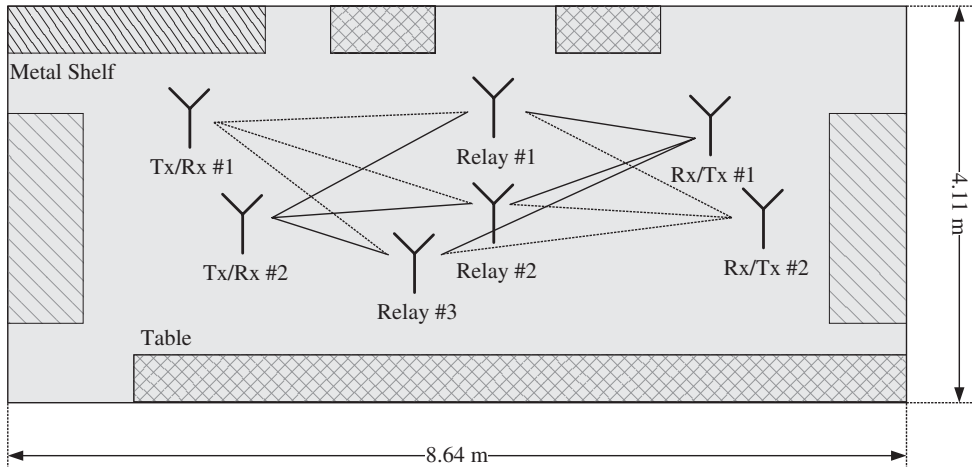 Metal Shelf
Tx/Rx #1
Relay #1
Rx/Tx #1
Tx/Rx #2
Relay #2
Rx/Tx #2
Relay #3
Table
4.11 m
8.64 m